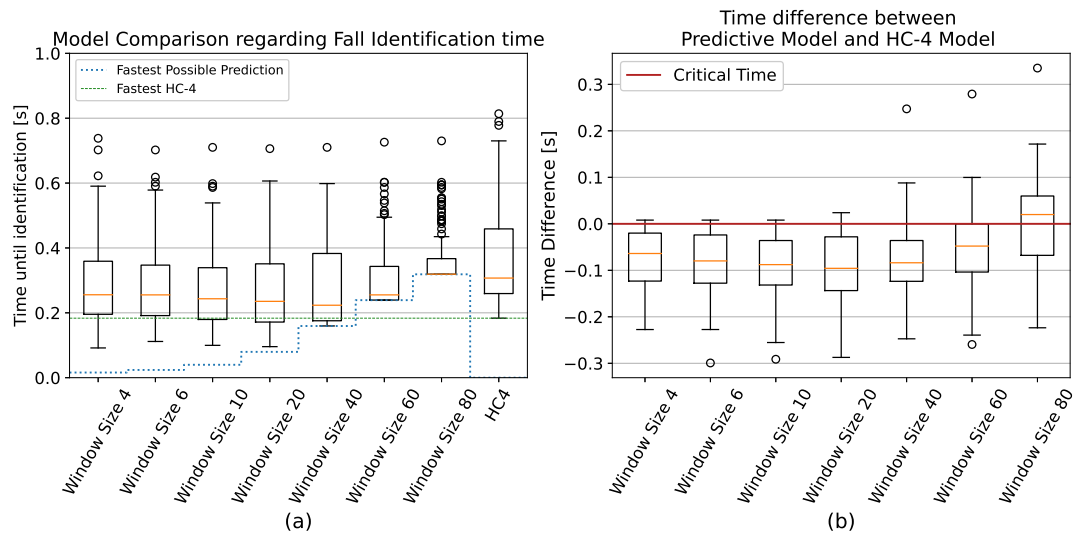 Model Comparison regarding Fall Identification time
Time until identification [s]
1.0
0.8
0.6
0.4
0.2
0.0
Fastest Possible Prediction
Fastest HC-4
Window Size 4
Window Size 6
Window Size 10
Window Size 20
Window Size 40
Window Size 60
Window Size 80
HC4
(a)
Time difference between
Predictive Model and HC-4 Model
Time Difference [s]
0.3
0.2
0.1
0.0
−0.1
−0.2
−0.3
Critical Time
Window Size 4
Window Size 6
Window Size 10
Window Size 20
Window Size 40
Window Size 60
Window Size 80
(b)